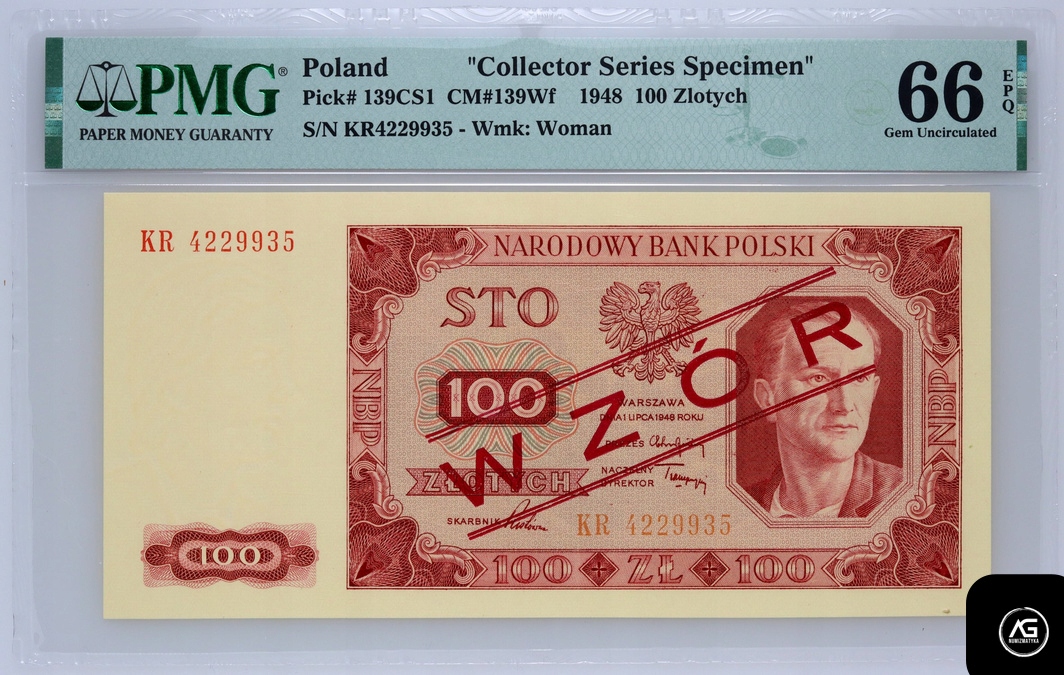 PMG®
PAPER MONEY GUARANTY
Poland "Collector Series Specimen"
Pick# 139CS1 CM#139Wf 1948 100 Zlotych
S/N KR4229935 - Wmk: Woman
66
EPQ
Gem Uncirculated
KR 4229935
NARODOWY BANK POLSKI
STO
100
ZŁOTYCH
WARSZAWA
DNIA 1 LIPCA 1948 ROKU
PREZES
NACZELNY
DYREKTOR
SKARBNIK
KR 4229935
WZÓR
NBP
NBP
100
100 ZŁ 100
AG
NUMIZMATYKA